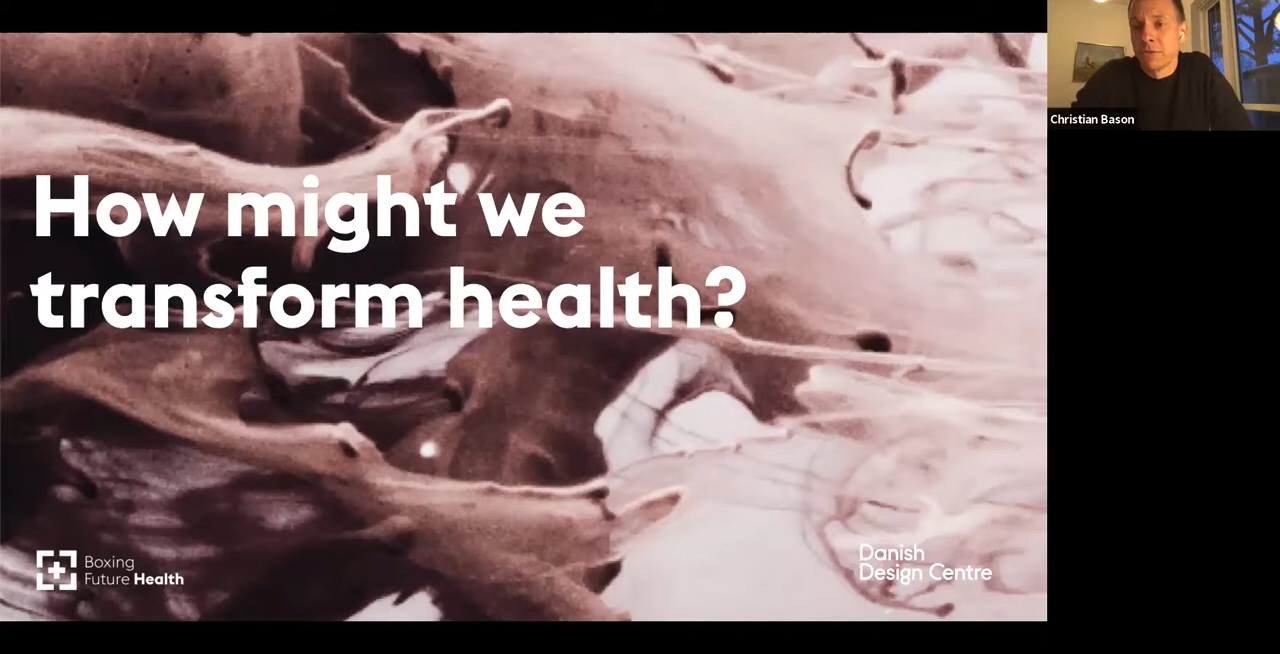 How might we
transform health?
Boxing
Future Health
Danish
Design Centre
Christian Bason